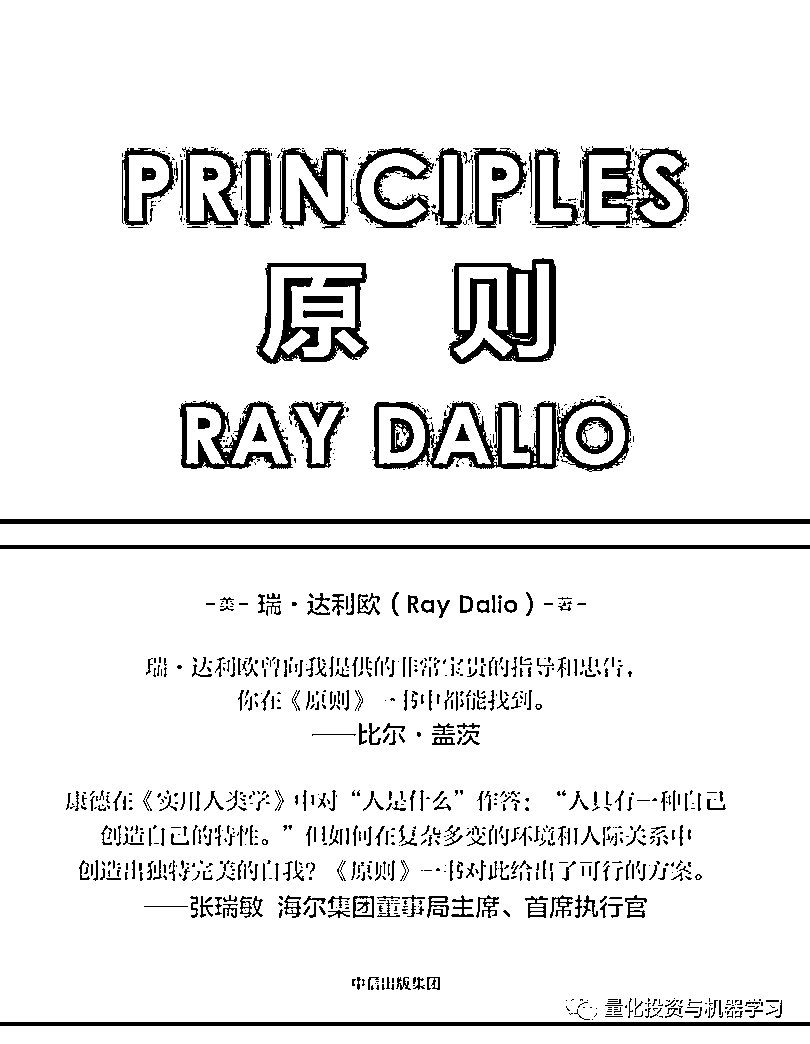 PRINCIPLES
原 则
RAY DALIO
-美- 瑞·达利欧（Ray Dalio）-著-
瑞·达利欧曾向我提供的非常宝贵的指导和忠告，
你在《原则》一书中都能找到。
——比尔·盖茨
康德在《实用人类学》中对“人是什么”作答：“人具有一种自己
创造自己的特性。”但如何在复杂多变的环境和人际关系中
创造出独特完美的自我？《原则》一书对此给出了可行的方案。
——张瑞敏 海尔集团董事局主席、首席执行官
中信出版集团
量化投资与机器学习